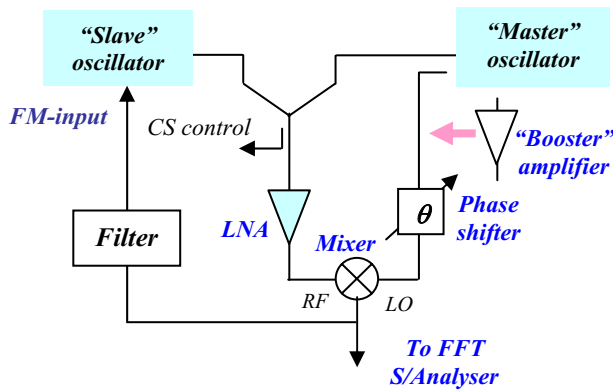 “Slave”
oscillator
“Master”
oscillator
FM-input
CS control
“Booster”
amplifier
LNA
Mixer
θ
Phase
shifter
Filter
RF
LO
To FFT
S/Analyser